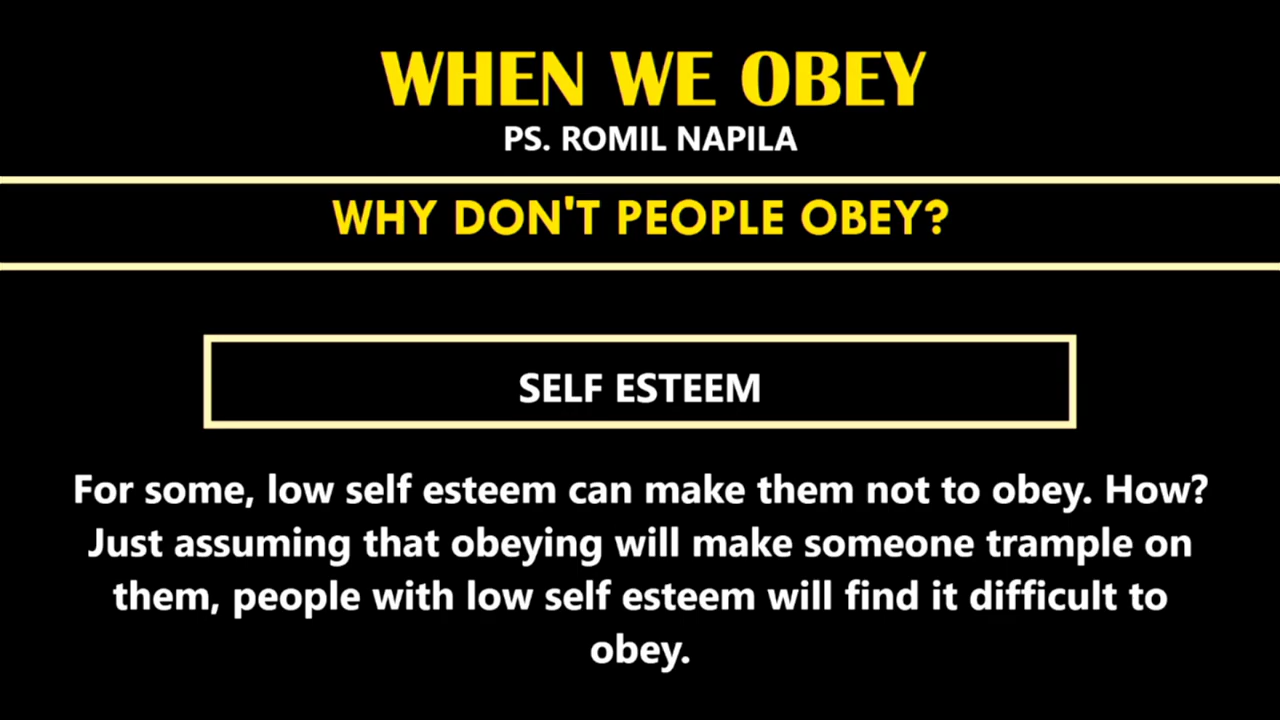 WHEN WE OBEY
PS. ROMIL NAPILA
WHY DON'T PEOPLE OBEY?
SELF ESTEEM
For some, low self esteem can make them not to obey. How?
Just assuming that obeying will make someone trample on
them, people with low self esteem will find it difficult to
obey.